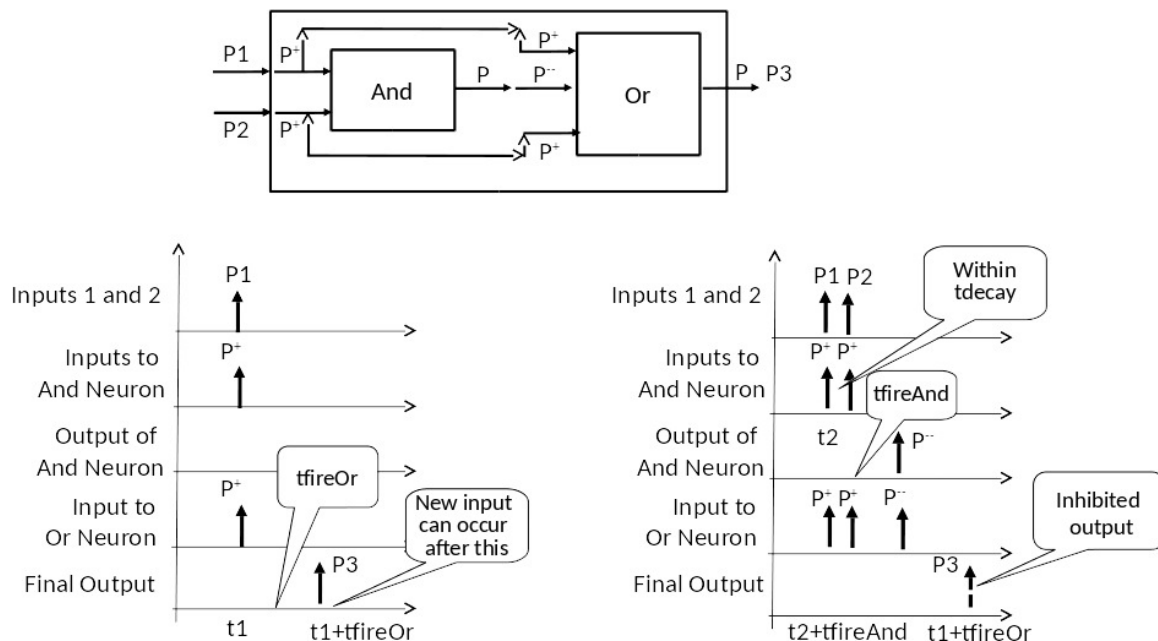 P1 P⁺ P⁺
And P P⁻⁻ Or P P3
P2 P⁺ P⁺
Inputs 1 and 2
P1
Inputs to
And Neuron
P⁺
Output of
And Neuron
tfireOr
Input to
Or Neuron
P⁺
New input
can occur
after this
Final Output
P3
t1 t1+tfireOr
Inputs 1 and 2
P1 P2
Within
tdecay
Inputs to
And Neuron
P⁺ P⁺
tfireAnd
t2
Output of
And Neuron
P⁻⁻
Input to
Or Neuron
P⁺ P⁺ P⁻⁻
Inhibited
output
Final Output
P3
t2+tfireAnd t1+tfireOr